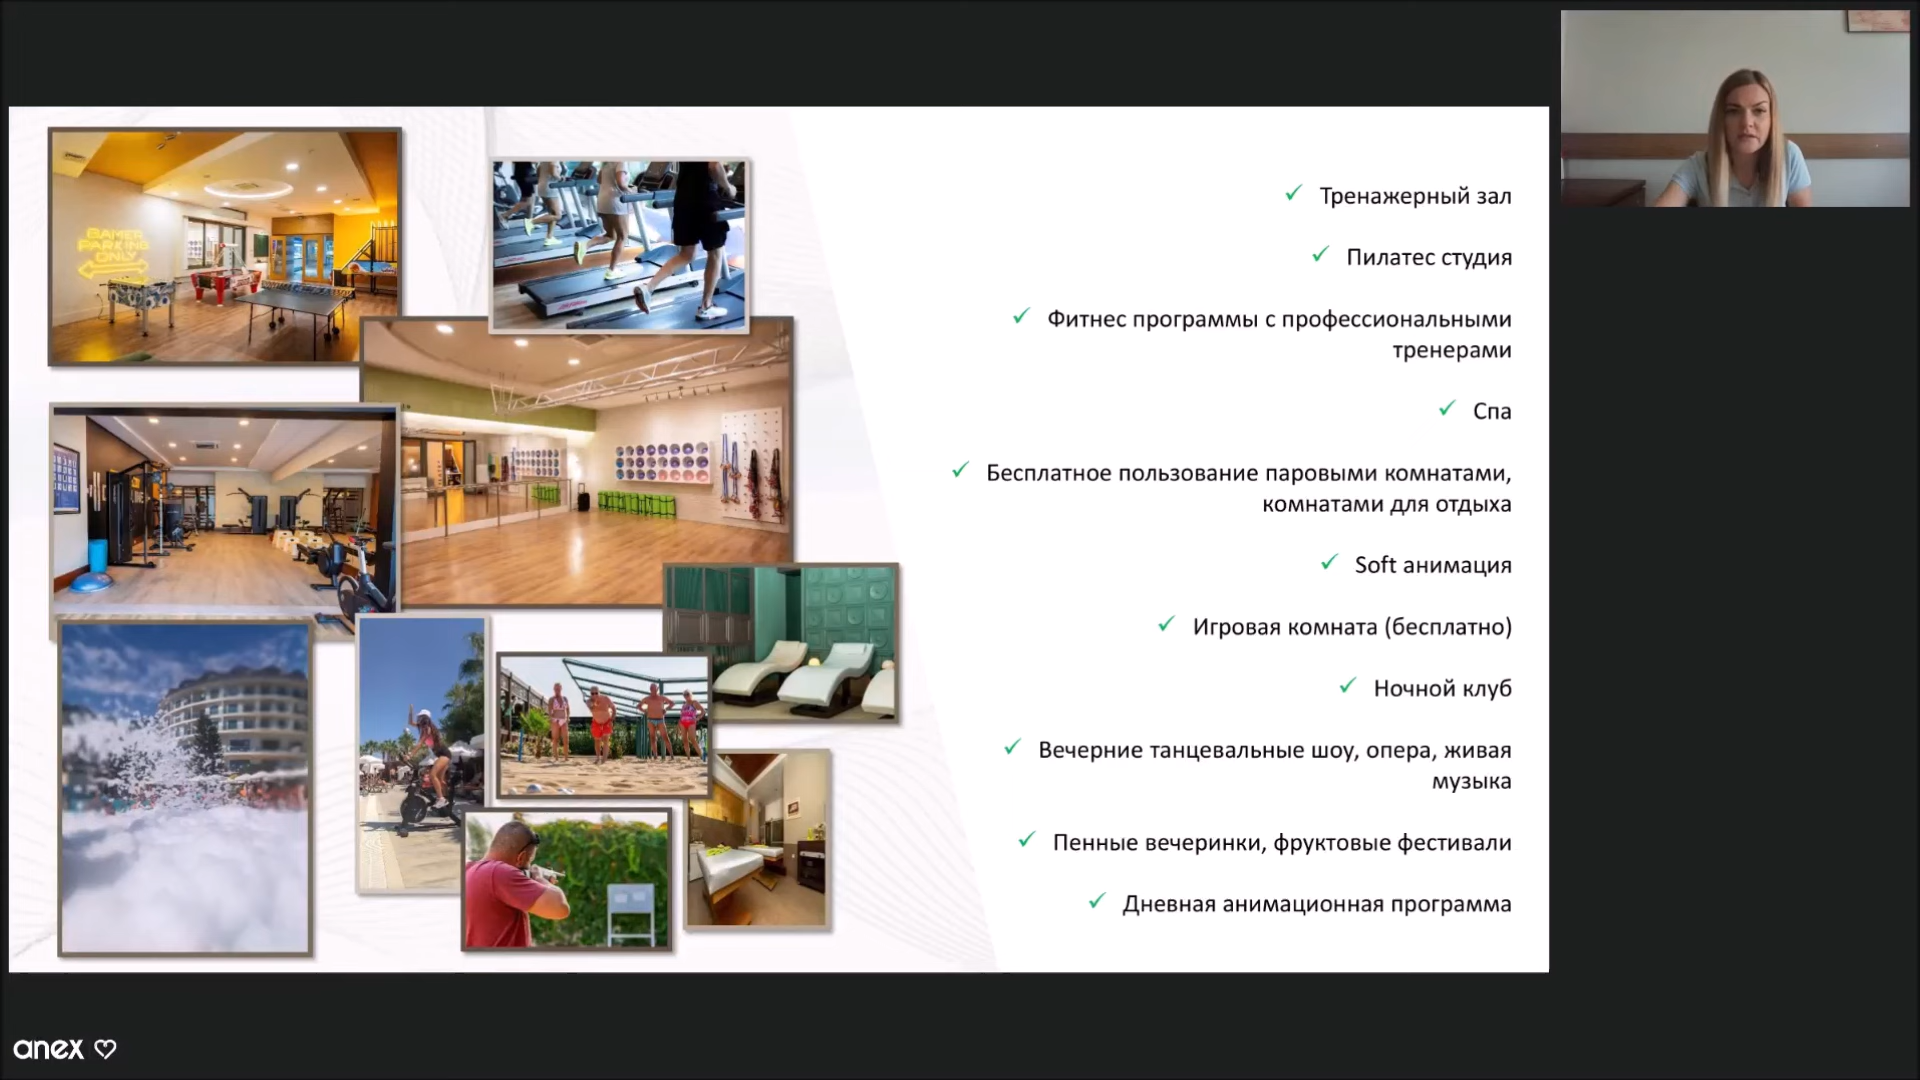 GAMER
PARKING
ONLY
Тренажерный зал
Пилатес студия
Фитнес программы с профессиональными
тренерами
Спа
Бесплатное пользование паровыми комнатами,
комнатами для отдыха
Soft анимация
Игровая комната (бесплатно)
Ночной клуб
Вечерние танцевальные шоу, опера, живая
музыка
Пенные вечеринки, фруктовые фестивали
Дневная анимационная программа
anex